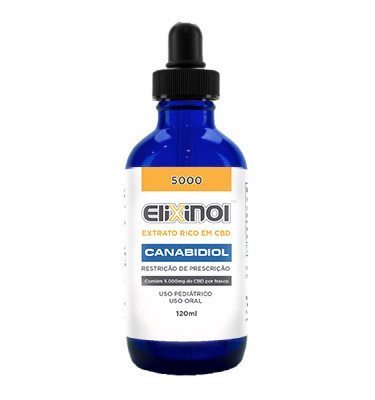 5000
Elixinol
EXTRATO RICO EM CBD
CANABIDIOL
RESTRIÇÃO DE PRESCRIÇÃO
Contém 5.000mg de CBD por frasco
USO PEDIÁTRICO
USO ORAL
120ml